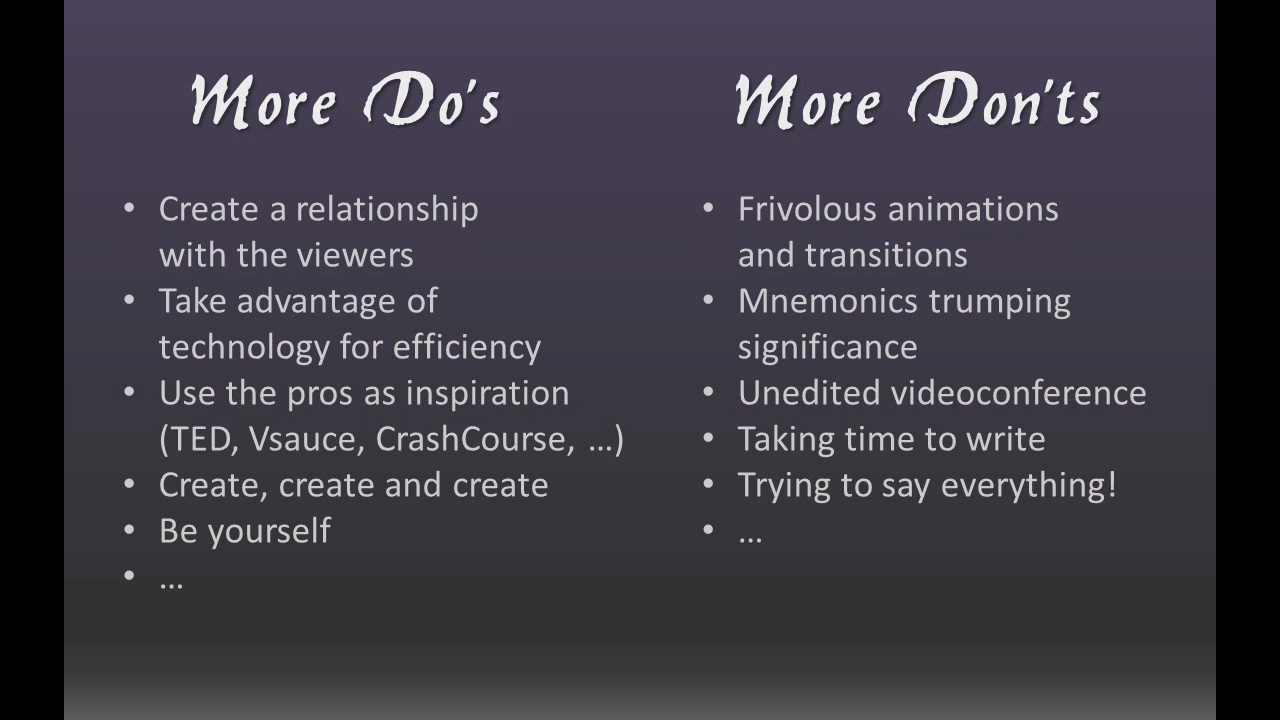 More Do's
• Create a relationship
with the viewers
• Take advantage of
technology for efficiency
• Use the pros as inspiration
(TED, Vsauce, CrashCourse, …)
• Create, create and create
• Be yourself
• …
More Don'ts
• Frivolous animations
and transitions
• Mnemonics trumping
significance
• Unedited videoconference
• Taking time to write
• Trying to say everything!
• …